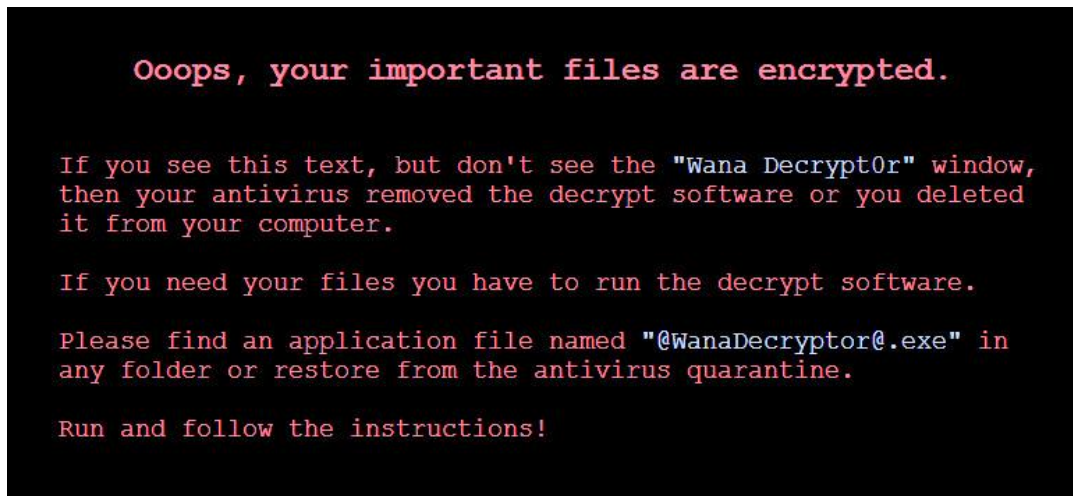 Ooops, your important files are encrypted.
If you see this text, but don't see the "Wana Decrypt0r" window,
then your antivirus removed the decrypt software or you deleted
it from your computer.
If you need your files you have to run the decrypt software.
Please find an application file named "@WanaDecryptor@.exe" in
any folder or restore from the antivirus quarantine.
Run and follow the instructions!